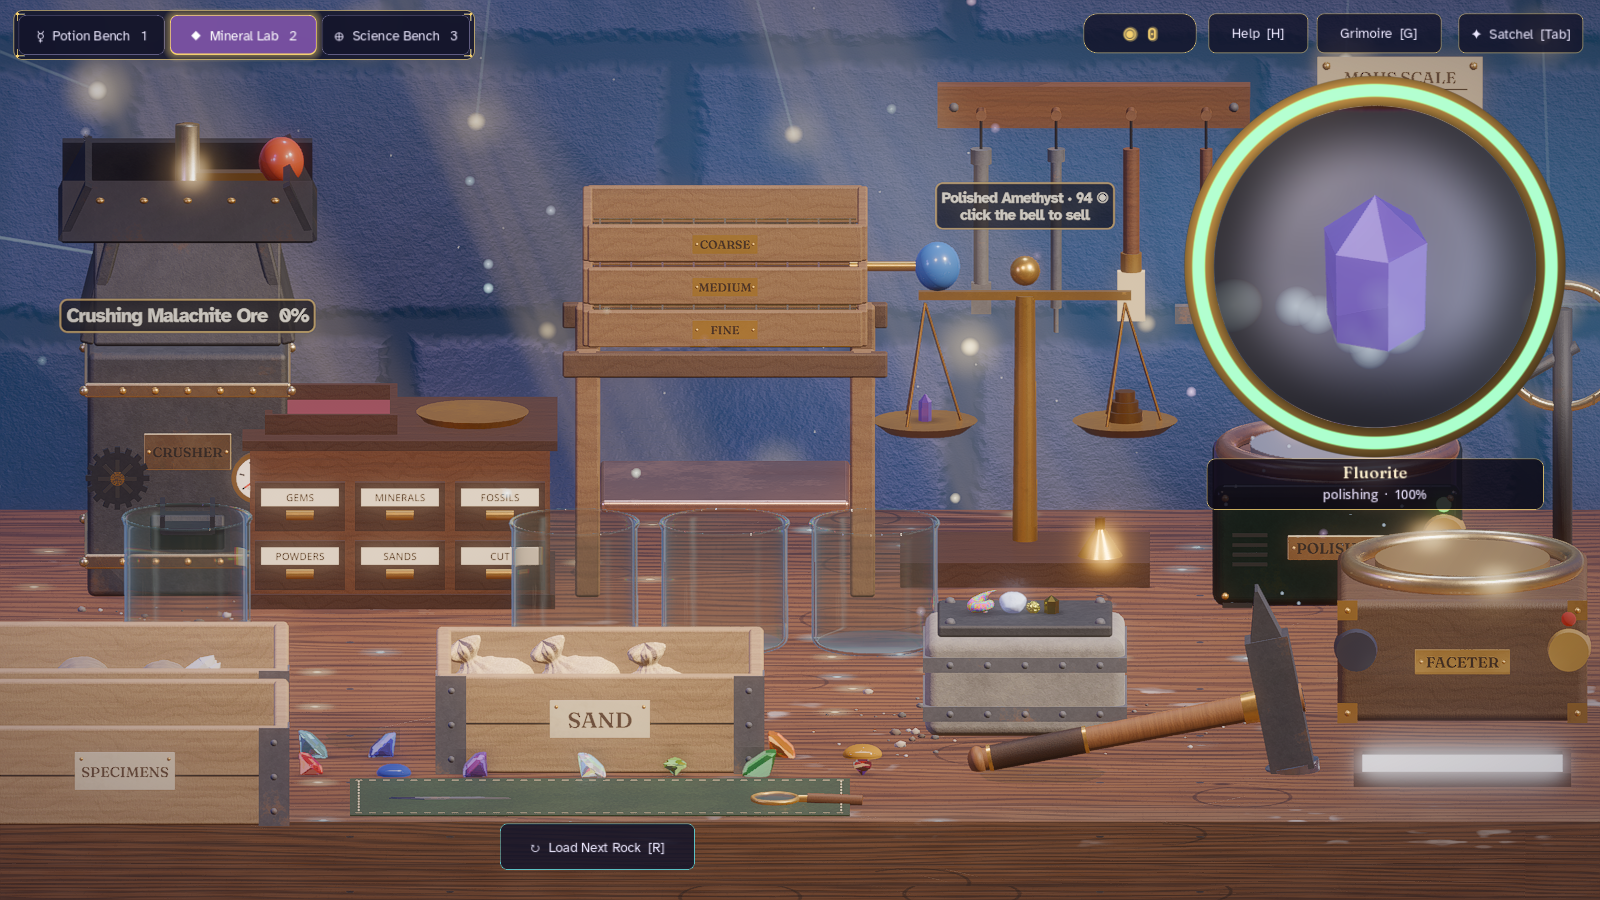 ☿ Potion Bench 1
◆ Mineral Lab 2
⊕ Science Bench 3
0
Help [H]
Grimoire [G]
✦ Satchel [Tab]
MOHS SCALE
Polished Amethyst • 94
click the bell to sell
COARSE
MEDIUM
FINE
Crushing Malachite Ore 0%
CRUSHER
GEMS
MINERALS
FOSSILS
POWDERS
SANDS
CUT
Fluorite
polishing · 100%
FACETER
SAND
SPECIMENS
↻ Load Next Rock [R]